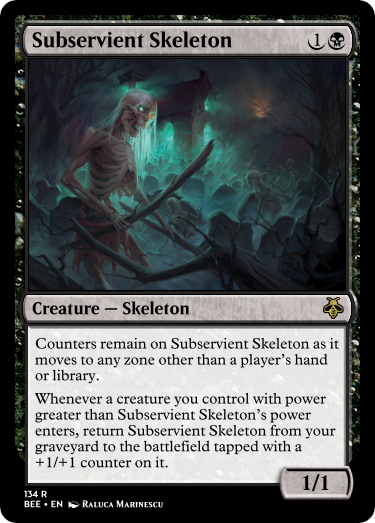 Subservient Skeleton 1
Creature — Skeleton
Counters remain on Subservient Skeleton as it
moves to any zone other than a player's hand
or library.
Whenever a creature you control with power
greater than Subservient Skeleton's power
enters, return Subservient Skeleton from your
graveyard to the battlefield tapped with a
+1/+1 counter on it.
1/1
134 R
BEE • EN Raluca Marinescu